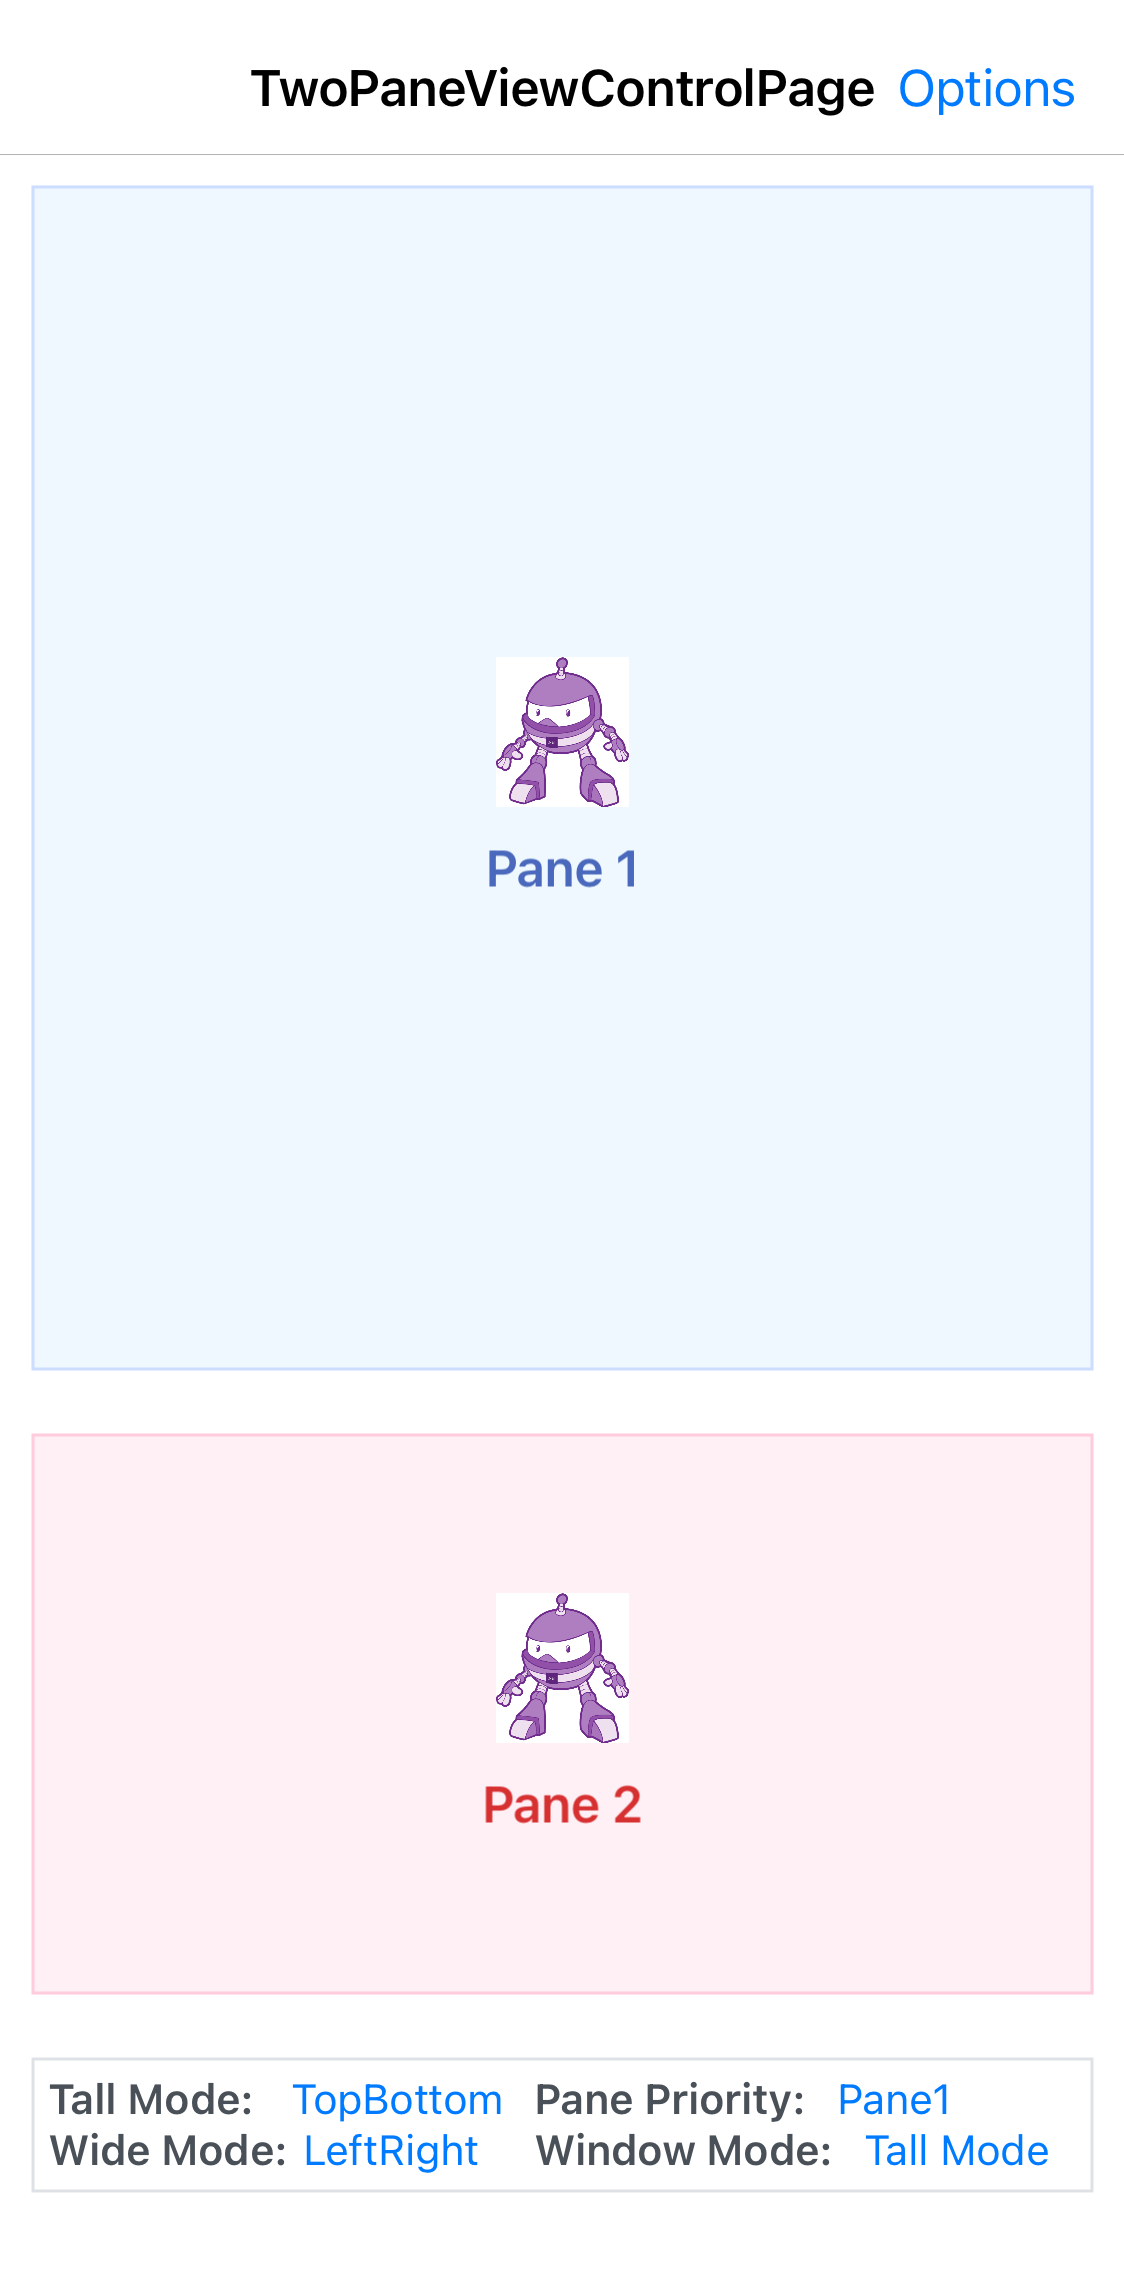 TwoPaneViewControlPage Options
Pane 1
Pane 2
Tall Mode: TopBottom Pane Priority: Pane1
Wide Mode: LeftRight Window Mode: Tall Mode